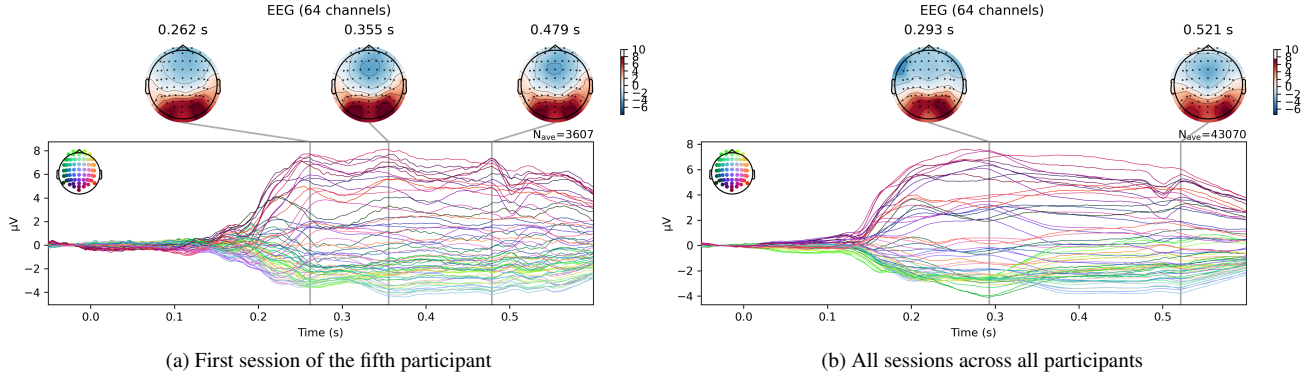 EEG (64 channels)
0.262 s
0.355 s
0.479 s
10
8
6
4
2
0
−2
−4
−6
Nave=3607
8
6
4
2
0
−2
−4
µV
0.0
0.1
0.2
0.3
0.4
0.5
Time (s)
(a) First session of the fifth participant
EEG (64 channels)
0.293 s
0.521 s
10
8
6
4
2
0
−2
−4
−6
Nave=43070
8
6
4
2
0
−2
−4
µV
0.0
0.1
0.2
0.3
0.4
0.5
Time (s)
(b) All sessions across all participants